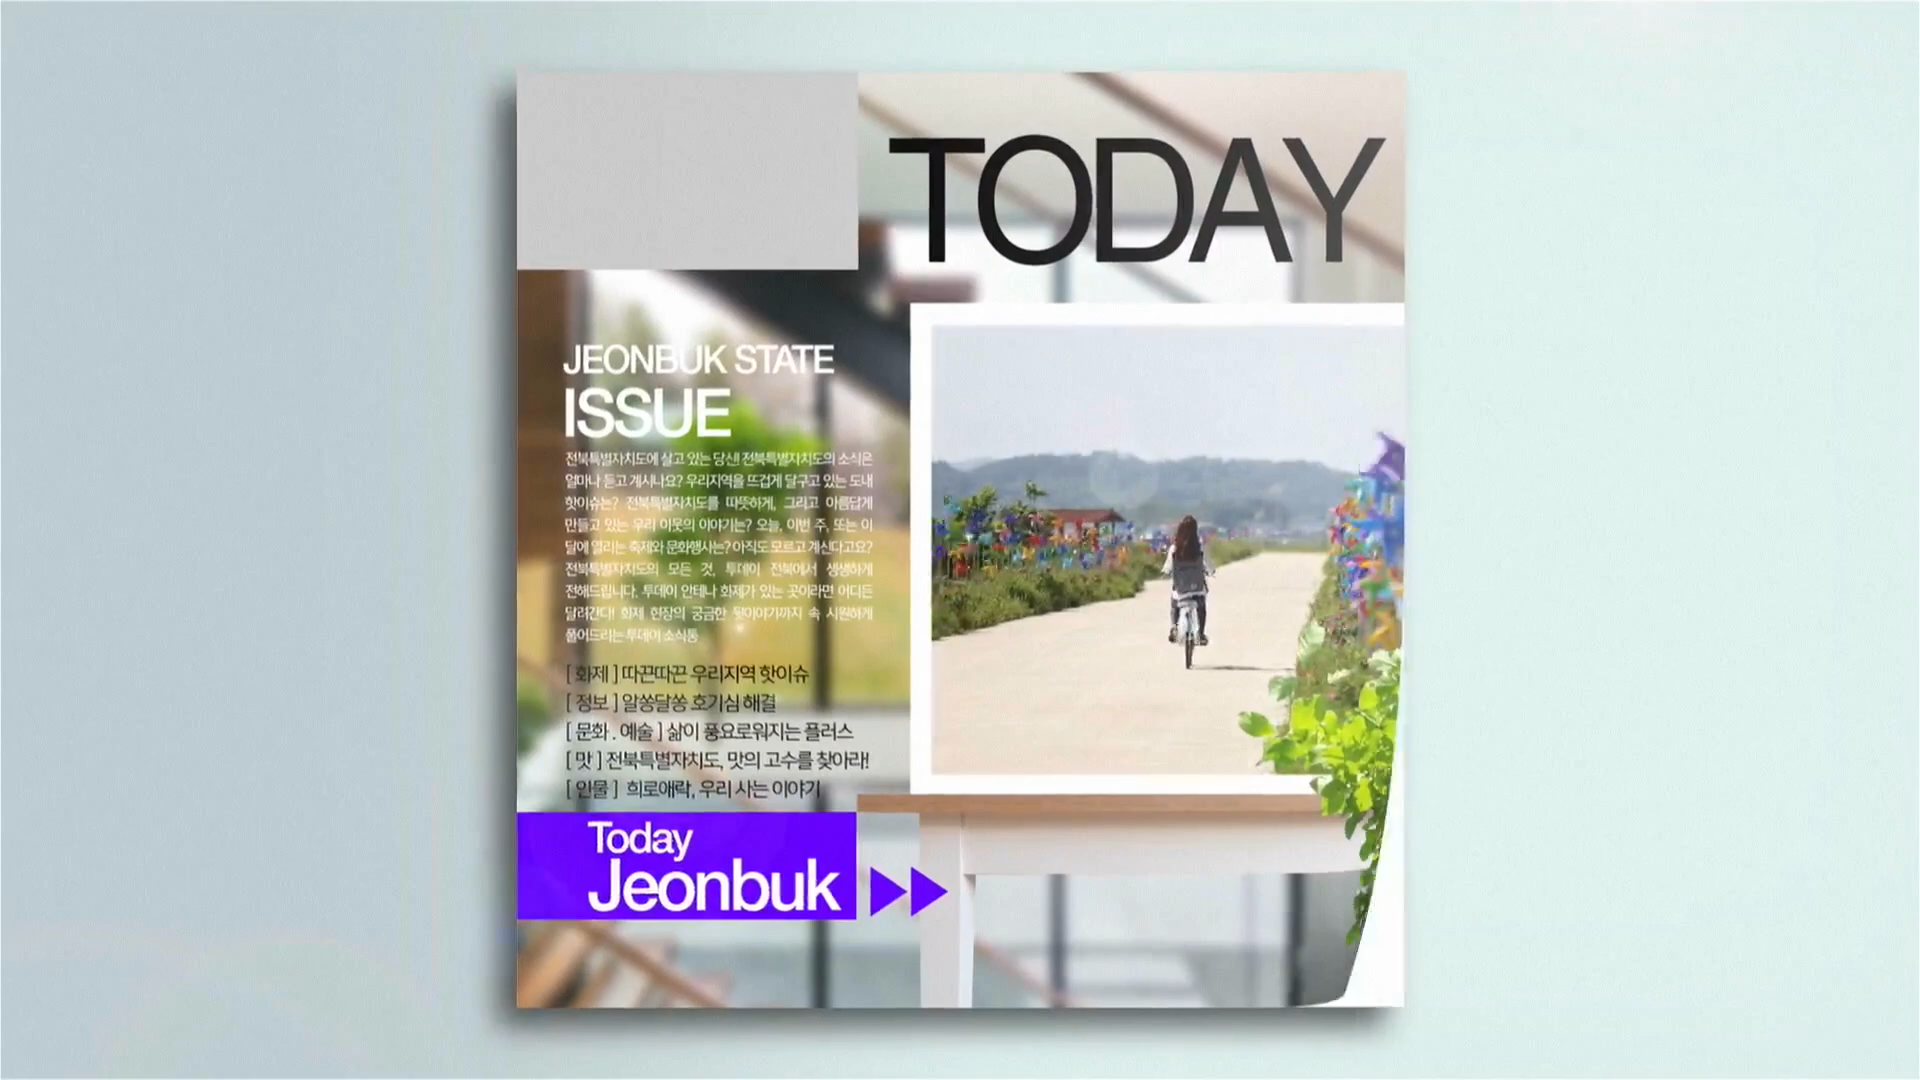 TODAY
JEONBUK STATE
ISSUE
전북특별자치도에 살고 있는 당신! 전북특별자치도의 소식은
얼마나 듣고 계시나요? 우리지역을 뜨겁게 달구고 있는 도내
핫이슈는? 전북특별자치도를 따뜻하게, 그리고 아름답게
만들고 있는 우리 이웃의 이야기는? 오늘, 이번 주, 또는 이
달에 열리는 축제와 문화행사는? 아직도 모르고 계신다고요?
전북특별자치도의 모든 것, 투데이 전북에서 생생하게
전해드립니다. 투데이 안테나 화제가 있는 곳이라면 어디든
달려간다! 화제 현장의 궁금한 뒷이야기까지 속 시원하게
풀어드리는 투데이 소식통
[ 화제 ] 따끈따끈 우리지역 핫이슈
[ 정보 ] 알쏭달쏭 호기심 해결
[ 문화 . 예술 ] 삶이 풍요로워지는 플러스
[ 맛 ] 전북특별자치도, 맛의 고수를 찾아라!
[ 인물 ] 희로애락, 우리 사는 이야기
Today
Jeonbuk